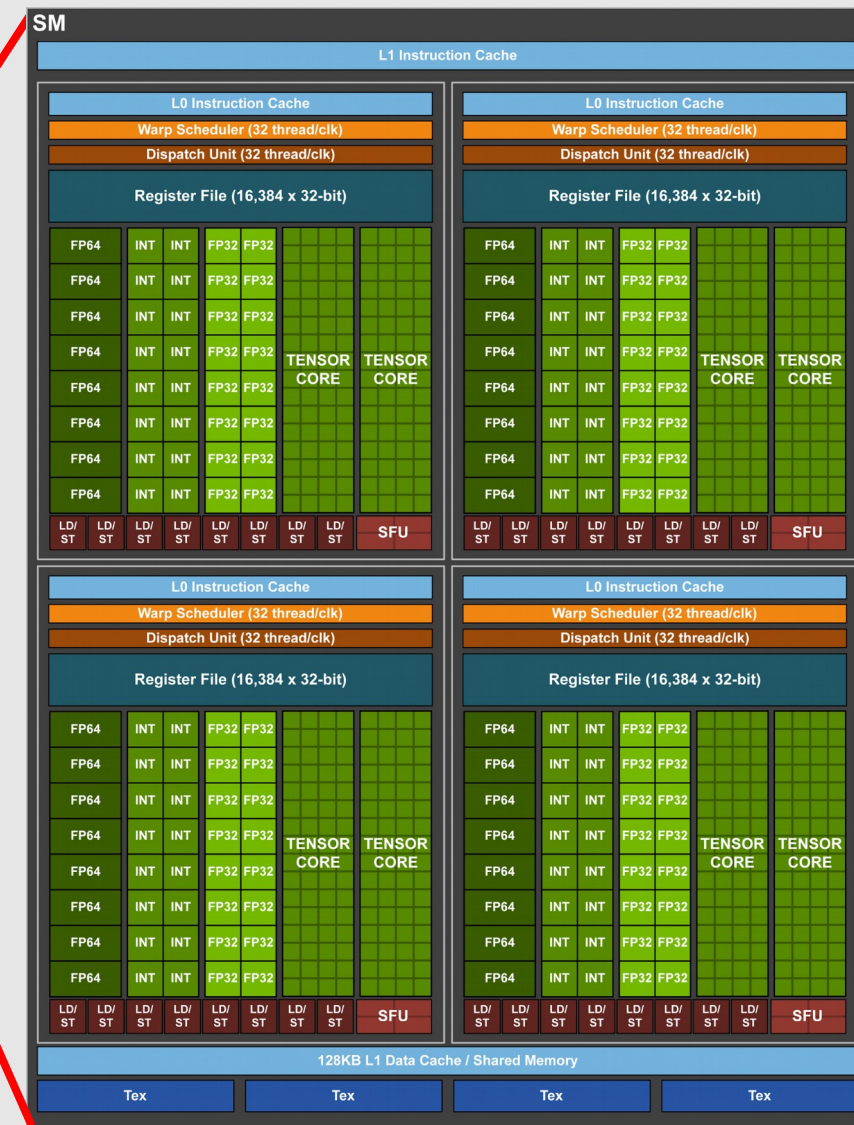 SM
L1 Instruction Cache
L0 Instruction Cache
Warp Scheduler (32 thread/clk)
Dispatch Unit (32 thread/clk)
Register File (16,384 x 32-bit)
FP64 INT INT FP32 FP32
FP64 INT INT FP32 FP32
FP64 INT INT FP32 FP32
FP64 INT INT FP32 FP32
TENSOR CORE TENSOR CORE
FP64 INT INT FP32 FP32
FP64 INT INT FP32 FP32
FP64 INT INT FP32 FP32
FP64 INT INT FP32 FP32
LD/ST LD/ST LD/ST LD/ST LD/ST LD/ST LD/ST LD/ST SFU
L0 Instruction Cache
Warp Scheduler (32 thread/clk)
Dispatch Unit (32 thread/clk)
Register File (16,384 x 32-bit)
FP64 INT INT FP32 FP32
FP64 INT INT FP32 FP32
FP64 INT INT FP32 FP32
FP64 INT INT FP32 FP32
TENSOR CORE TENSOR CORE
FP64 INT INT FP32 FP32
FP64 INT INT FP32 FP32
FP64 INT INT FP32 FP32
FP64 INT INT FP32 FP32
LD/ST LD/ST LD/ST LD/ST LD/ST LD/ST LD/ST LD/ST SFU
L0 Instruction Cache
Warp Scheduler (32 thread/clk)
Dispatch Unit (32 thread/clk)
Register File (16,384 x 32-bit)
FP64 INT INT FP32 FP32
FP64 INT INT FP32 FP32
FP64 INT INT FP32 FP32
FP64 INT INT FP32 FP32
TENSOR CORE TENSOR CORE
FP64 INT INT FP32 FP32
FP64 INT INT FP32 FP32
FP64 INT INT FP32 FP32
FP64 INT INT FP32 FP32
LD/ST LD/ST LD/ST LD/ST LD/ST LD/ST LD/ST LD/ST SFU
L0 Instruction Cache
Warp Scheduler (32 thread/clk)
Dispatch Unit (32 thread/clk)
Register File (16,384 x 32-bit)
FP64 INT INT FP32 FP32
FP64 INT INT FP32 FP32
FP64 INT INT FP32 FP32
FP64 INT INT FP32 FP32
TENSOR CORE TENSOR CORE
FP64 INT INT FP32 FP32
FP64 INT INT FP32 FP32
FP64 INT INT FP32 FP32
FP64 INT INT FP32 FP32
LD/ST LD/ST LD/ST LD/ST LD/ST LD/ST LD/ST LD/ST SFU
128KB L1 Data Cache / Shared Memory
Tex Tex Tex Tex